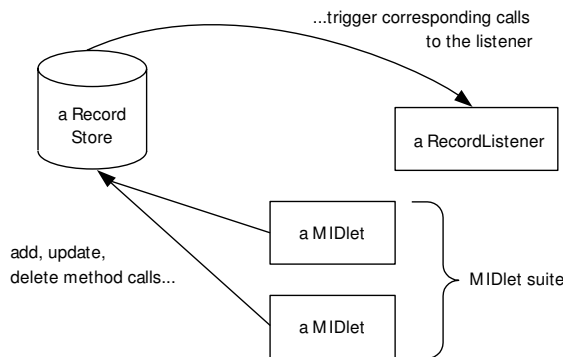 ...trigger corresponding calls
to the listener
a Record
Store
a RecordListener
a MIDlet
add, update,
delete method calls...
MIDlet suite
a MIDlet